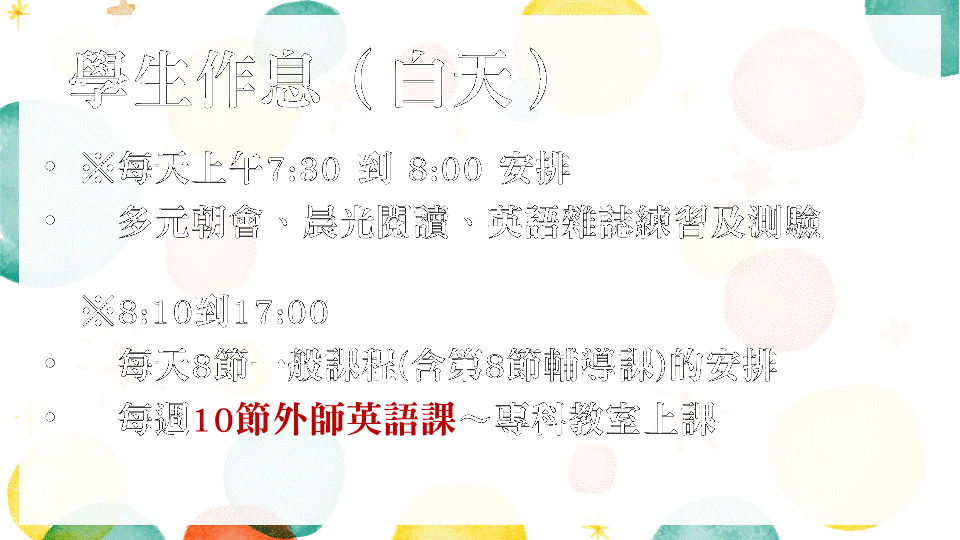 學生作息（白天）
• ※每天上午7:30 到 8:00 安排
• 多元朝會、晨光閱讀、英語雜誌練習及測驗
※8:10到17:00
• 每天8節一般課程(含第8節輔導課)的安排
• 每週10節外師英語課～專科教室上課